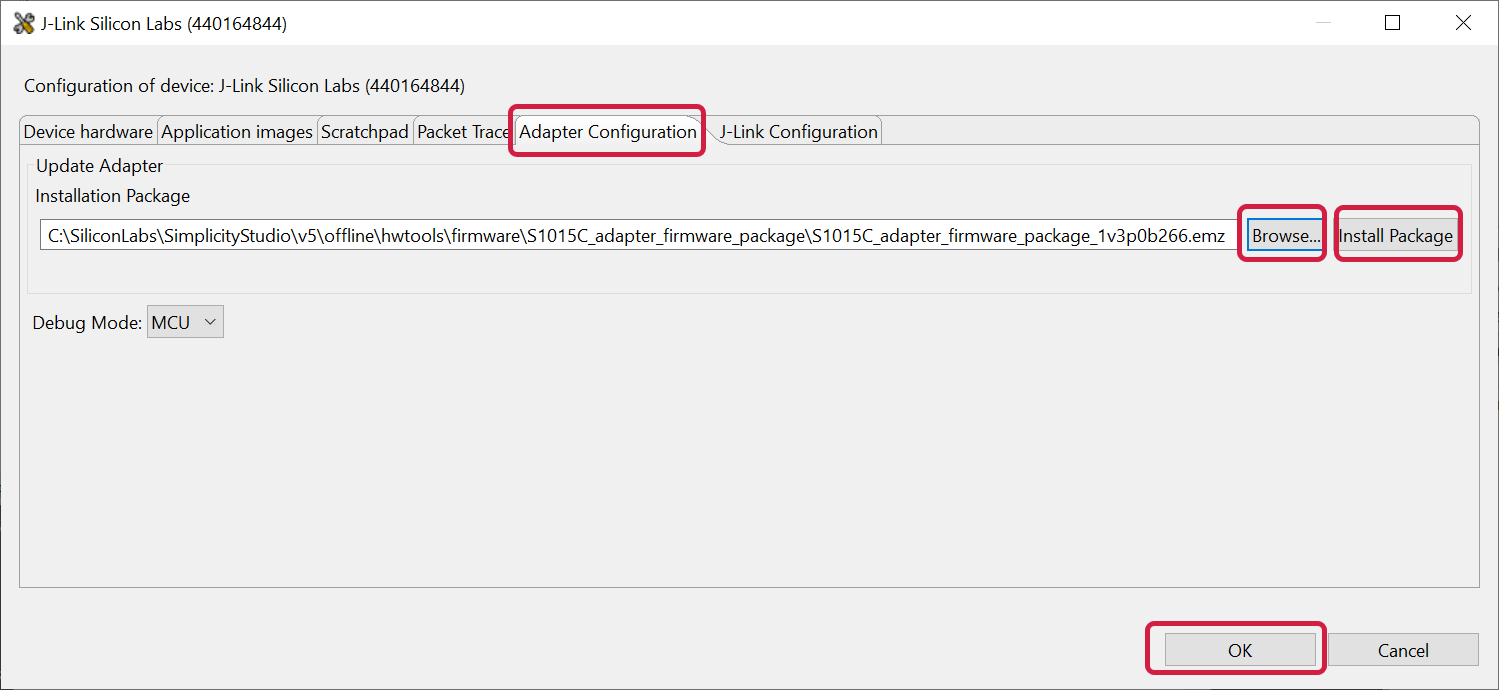 J-Link Silicon Labs (440164844)
Configuration of device: J-Link Silicon Labs (440164844)
Device hardware Application images Scratchpad Packet Trace Adapter Configuration J-Link Configuration
Update Adapter
Installation Package
C:\SiliconLabs\SimplicityStudio\v5\offline\hwtools\firmware\S1015C_adapter_firmware_package\S1015C_adapter_firmware_package_1v3p0b266.emz Browse... Install Package
Debug Mode: MCU
OK Cancel